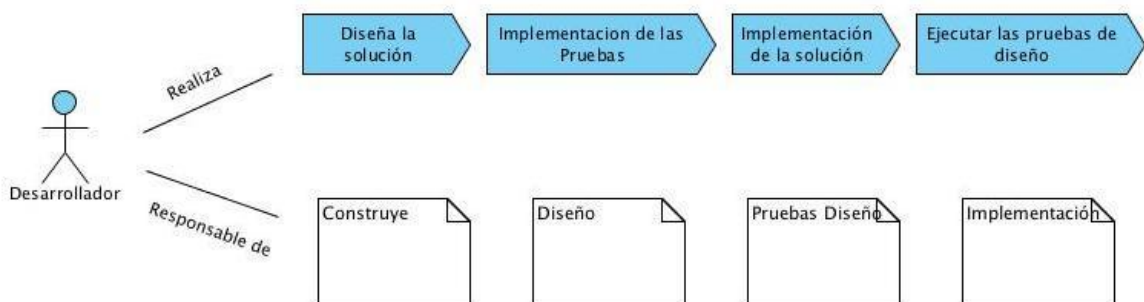 Diseña la
solución
Implementacion de las
Pruebas
Implementación
de la solución
Ejecutar las pruebas de
diseño
Realiza
Desarrollador
Responsable de
Construye
Diseño
Pruebas Diseño
Implementación